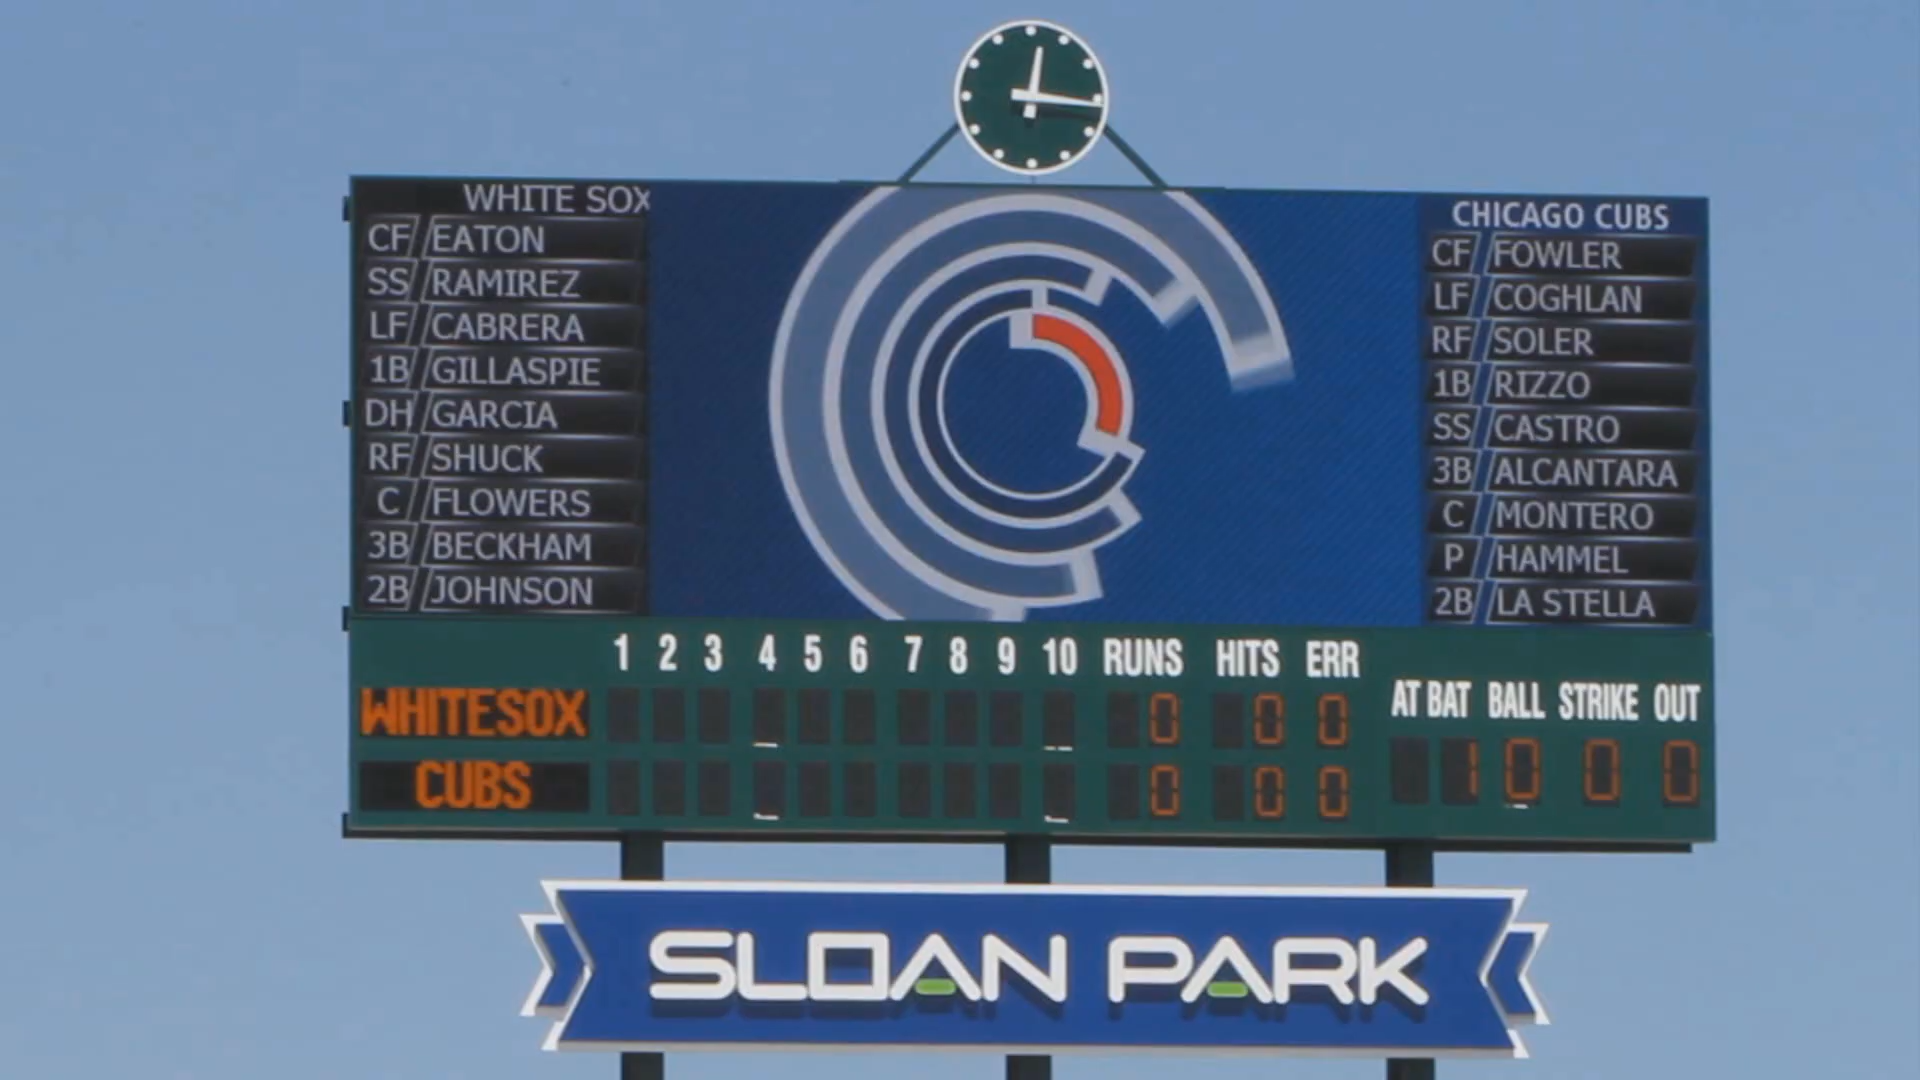 WHITE SOX
CF EATON
SS RAMIREZ
LF CABRERA
1B GILLASPIE
DH GARCIA
RF SHUCK
C FLOWERS
3B BECKHAM
2B JOHNSON
CHICAGO CUBS
CF FOWLER
LF COGHLAN
RF SOLER
1B RIZZO
SS CASTRO
3B ALCANTARA
C MONTERO
P HAMMEL
2B LA STELLA
1 2 3 4 5 6 7 8 9 10 RUNS HITS ERR
WHITESOX 0 0 0
CUBS 0 0 0
AT BAT BALL STRIKE OUT
1 0 0 0
SLOAN PARK